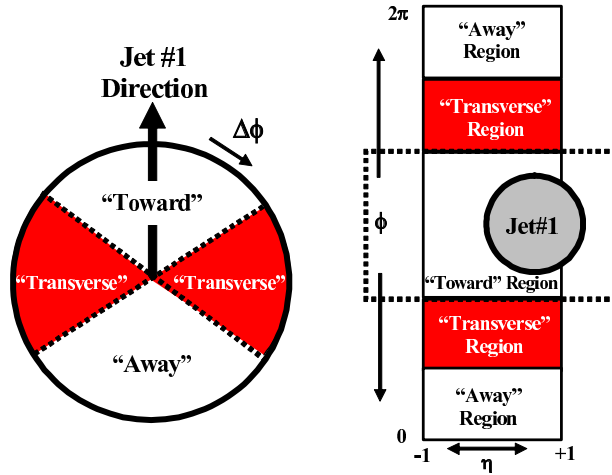 Jet #1
Direction
Δϕ
“Toward”
“Transverse”
“Transverse”
“Away”
2π
“Away”
Region
“Transverse”
Region
ϕ
Jet#1
“Toward” Region
“Transverse”
Region
“Away”
Region
0
-1
η
+1